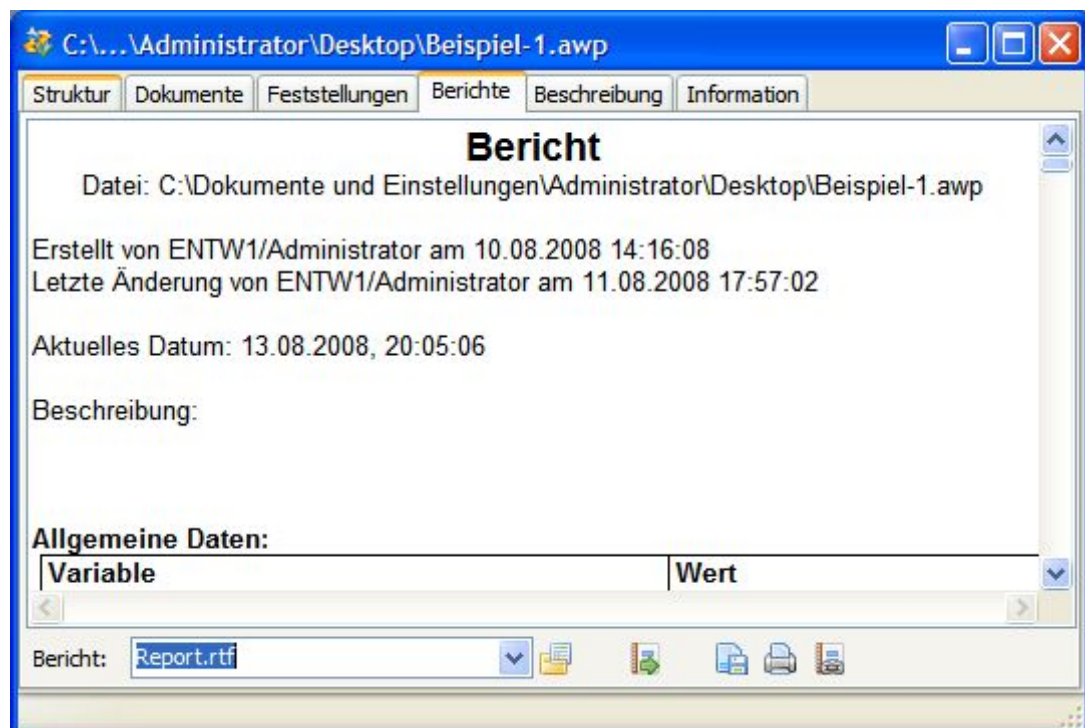 C:\...\Administrator\Desktop\Beispiel-1.awp
Struktur Dokumente Feststellungen Berichte Beschreibung Information
Bericht
Datei: C:\Dokumente und Einstellungen\Administrator\Desktop\Beispiel-1.awp
Erstellt von ENTW1/Administrator am 10.08.2008 14:16:08
Letzte Änderung von ENTW1/Administrator am 11.08.2008 17:57:02
Aktuelles Datum: 13.08.2008, 20:05:06
Beschreibung:
Allgemeine Daten:
Variable Wert
Bericht: Report.rtf